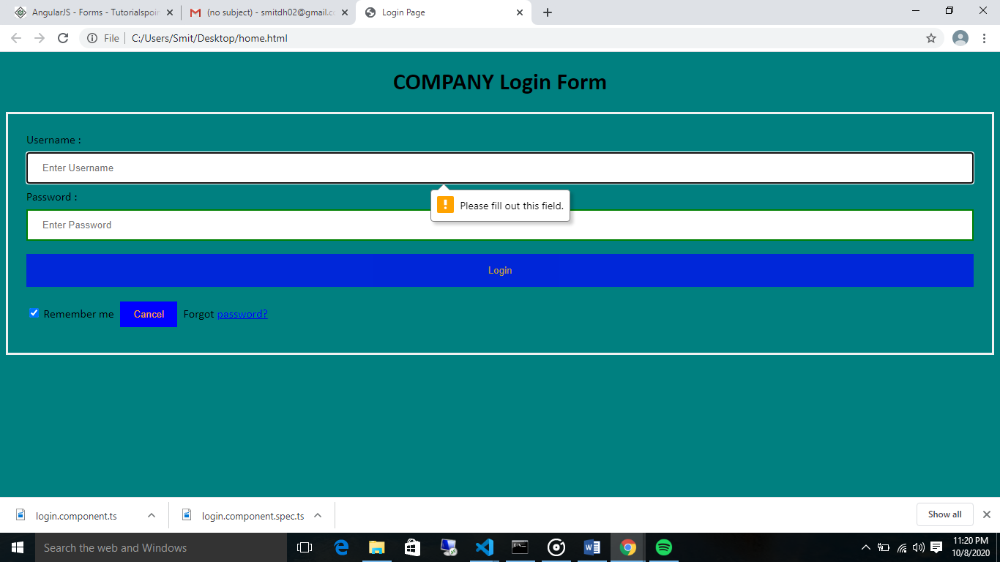 AngularJS - Forms - Tutorialspoin
(no subject) - smitdh02@gmail.co
Login Page
File
C:/Users/Smit/Desktop/home.html
COMPANY Login Form
Username :
Enter Username
Please fill out this field.
Password :
Enter Password
Login
Remember me
Cancel
Forgot password?
login.component.ts
login.component.spec.ts
Show all
Search the web and Windows
11:20 PM
10/8/2020